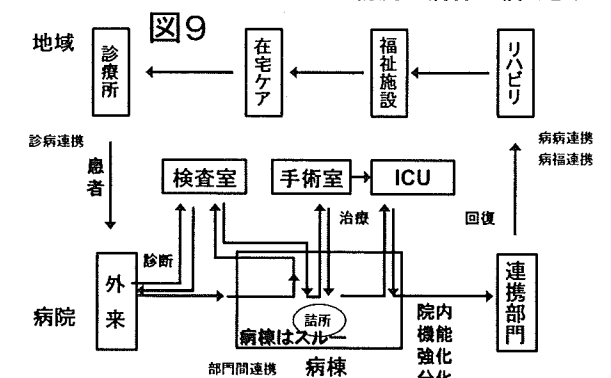 図9
地域
診療所
在宅ケア
福祉施設
リハビリ
診病連携
患者
病病連携
病福連携
検査室
手術室
ICU
治療
回復
診断
外来
病院
詰所
病棟はスルー
連携部門
院内
機能
強化
部門間連携
病棟